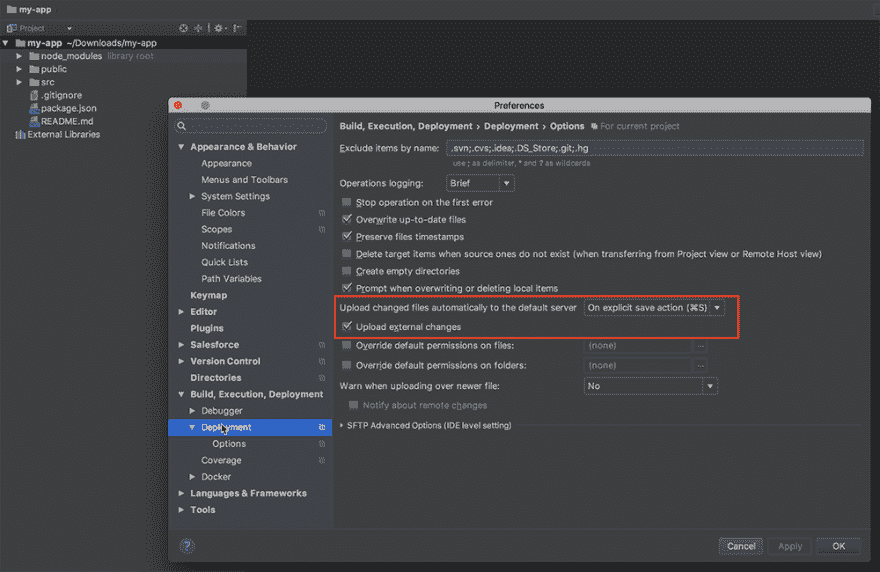 my-app
Project
my-app ~/Downloads/my-app
node_modules library root
public
src
.gitignore
package.json
README.md
External Libraries
Preferences
Appearance & Behavior
Appearance
Menus and Toolbars
System Settings
File Colors
Scopes
Notifications
Quick Lists
Path Variables
Keymap
Editor
Plugins
Salesforce
Version Control
Directories
Build, Execution, Deployment
Debugger
Deployment
Options
Coverage
Docker
Languages & Frameworks
Tools
?
Build, Execution, Deployment › Deployment › Options For current project
Exclude items by name: .svn;.cvs;.idea;.DS_Store;.git;.hg
use ; as delimiter, * and ? as wildcards
Operations logging: Brief
Stop operation on the first error
Overwrite up-to-date files
Preserve files timestamps
Delete target items when source ones do not exist (when transferring from Project view or Remote Host view)
Create empty directories
Prompt when overwriting or deleting local items
Upload changed files automatically to the default server On explicit save action (⌘S)
Upload external changes
Override default permissions on files: (none) ...
Override default permissions on folders: (none) ...
Warn when uploading over newer file: No
Notify about remote changes
SFTP Advanced Options (IDE level setting)
Cancel Apply OK